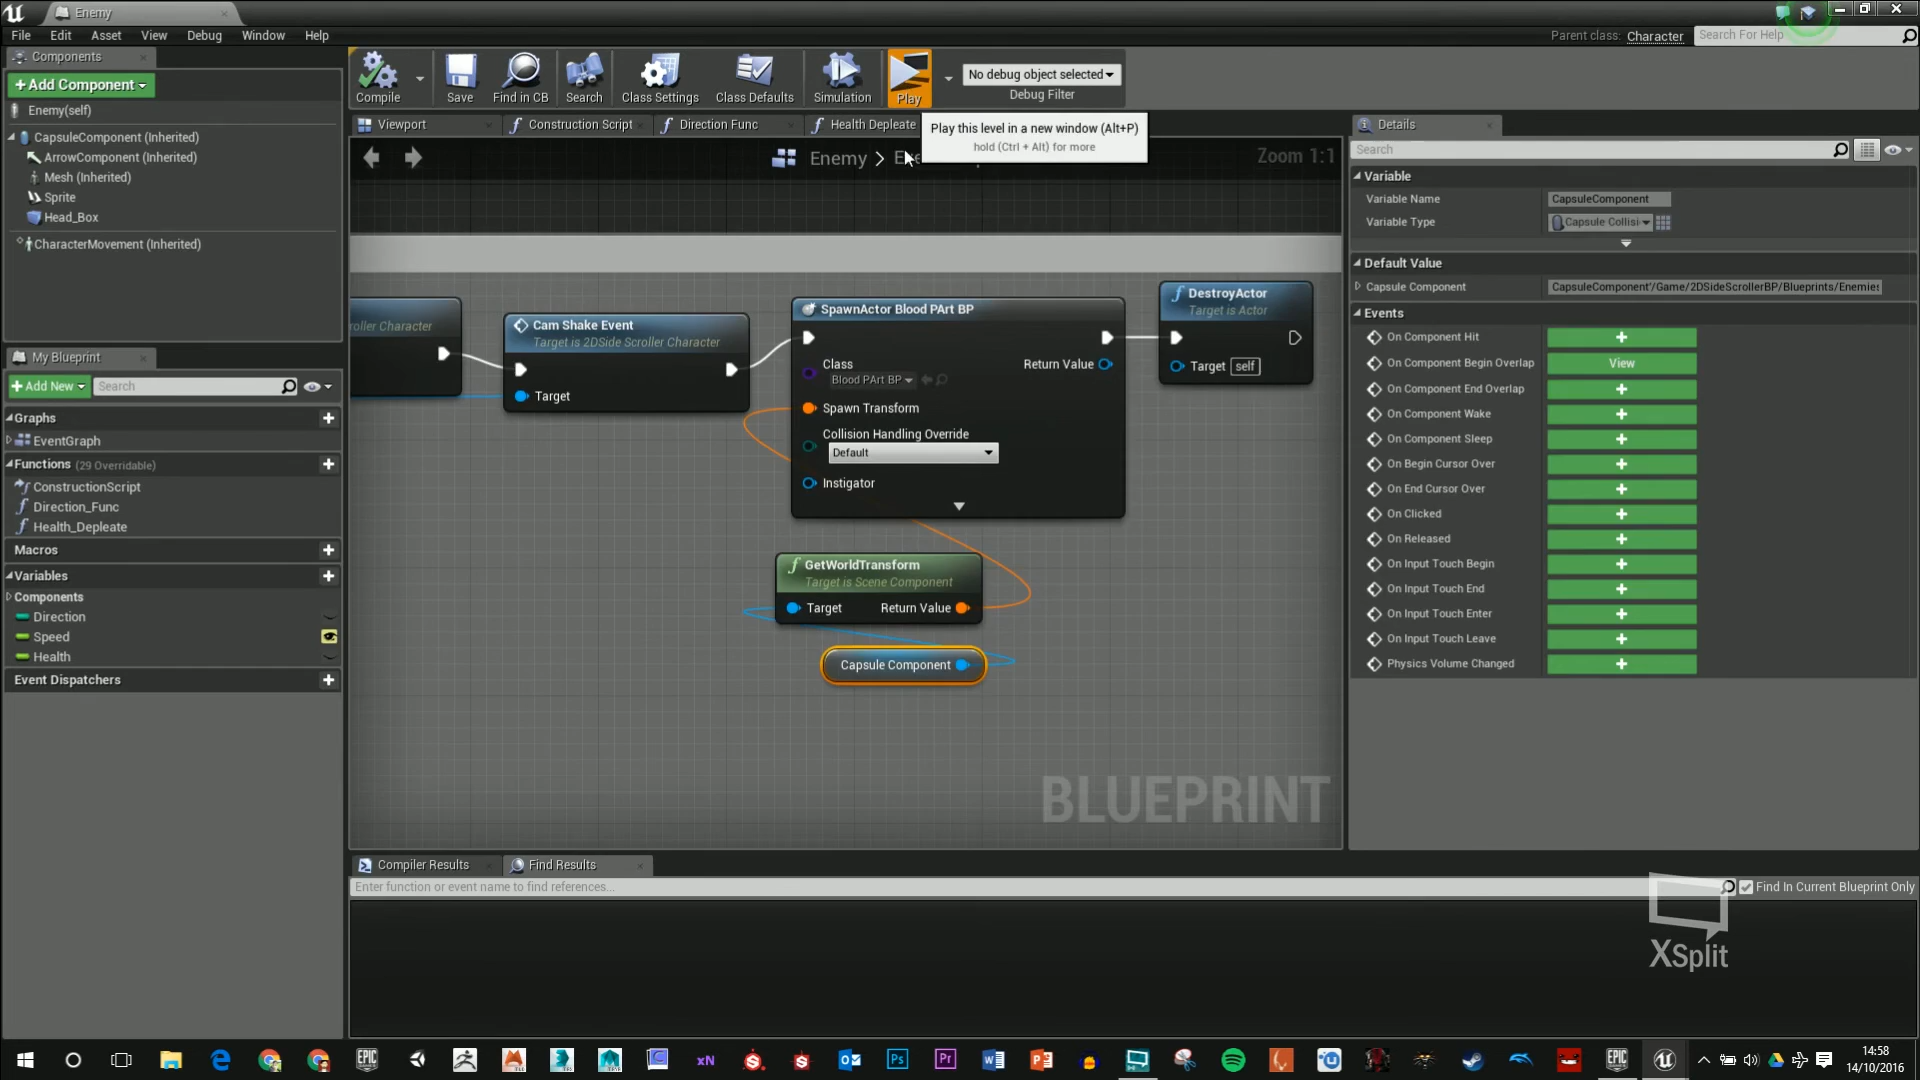 Enemy
File Edit Asset View Debug Window Help
Parent class: Character
Search For Help
Components
+Add Component
Enemy(self)
CapsuleComponent (Inherited)
ArrowComponent (Inherited)
Mesh (Inherited)
Sprite
Head_Box
CharacterMovement (Inherited)
My Blueprint
+Add New
Search
Graphs
EventGraph
Functions (29 Overridable)
ConstructionScript
Direction_Func
Health_Depleate
Macros
Variables
Components
Direction
Speed
Health
Event Dispatchers
Compile
Save
Find in CB
Search
Class Settings
Class Defaults
Simulation
Play
No debug object selected
Debug Filter
Viewport
Construction Script
Direction Func
Health Depleate
Play this level in a new window (Alt+P)
hold (Ctrl + Alt) for more
Enemy >
Zoom 1:1
roller Character
Cam Shake Event
Target is 2DSide Scroller Character
Target
SpawnActor Blood PArt BP
Class
Blood PArt BP
Return Value
Spawn Transform
Collision Handling Override
Default
Instigator
DestroyActor
Target is Actor
Target self
GetWorldTransform
Target is Scene Component
Target Return Value
Capsule Component
BLUEPRINT
Compiler Results
Find Results
Enter function or event name to find references...
Find In Current Blueprint Only
Details
Search
Variable
Variable Name CapsuleComponent
Variable Type Capsule Collisi
Default Value
Capsule Component CapsuleComponent'/Game/2DSideScrollerBP/Blueprints/Enemies
Events
On Component Hit
On Component Begin Overlap View
On Component End Overlap
On Component Wake
On Component Sleep
On Begin Cursor Over
On End Cursor Over
On Clicked
On Released
On Input Touch Begin
On Input Touch End
On Input Touch Enter
On Input Touch Leave
Physics Volume Changed
XSplit
14:58
14/10/2016